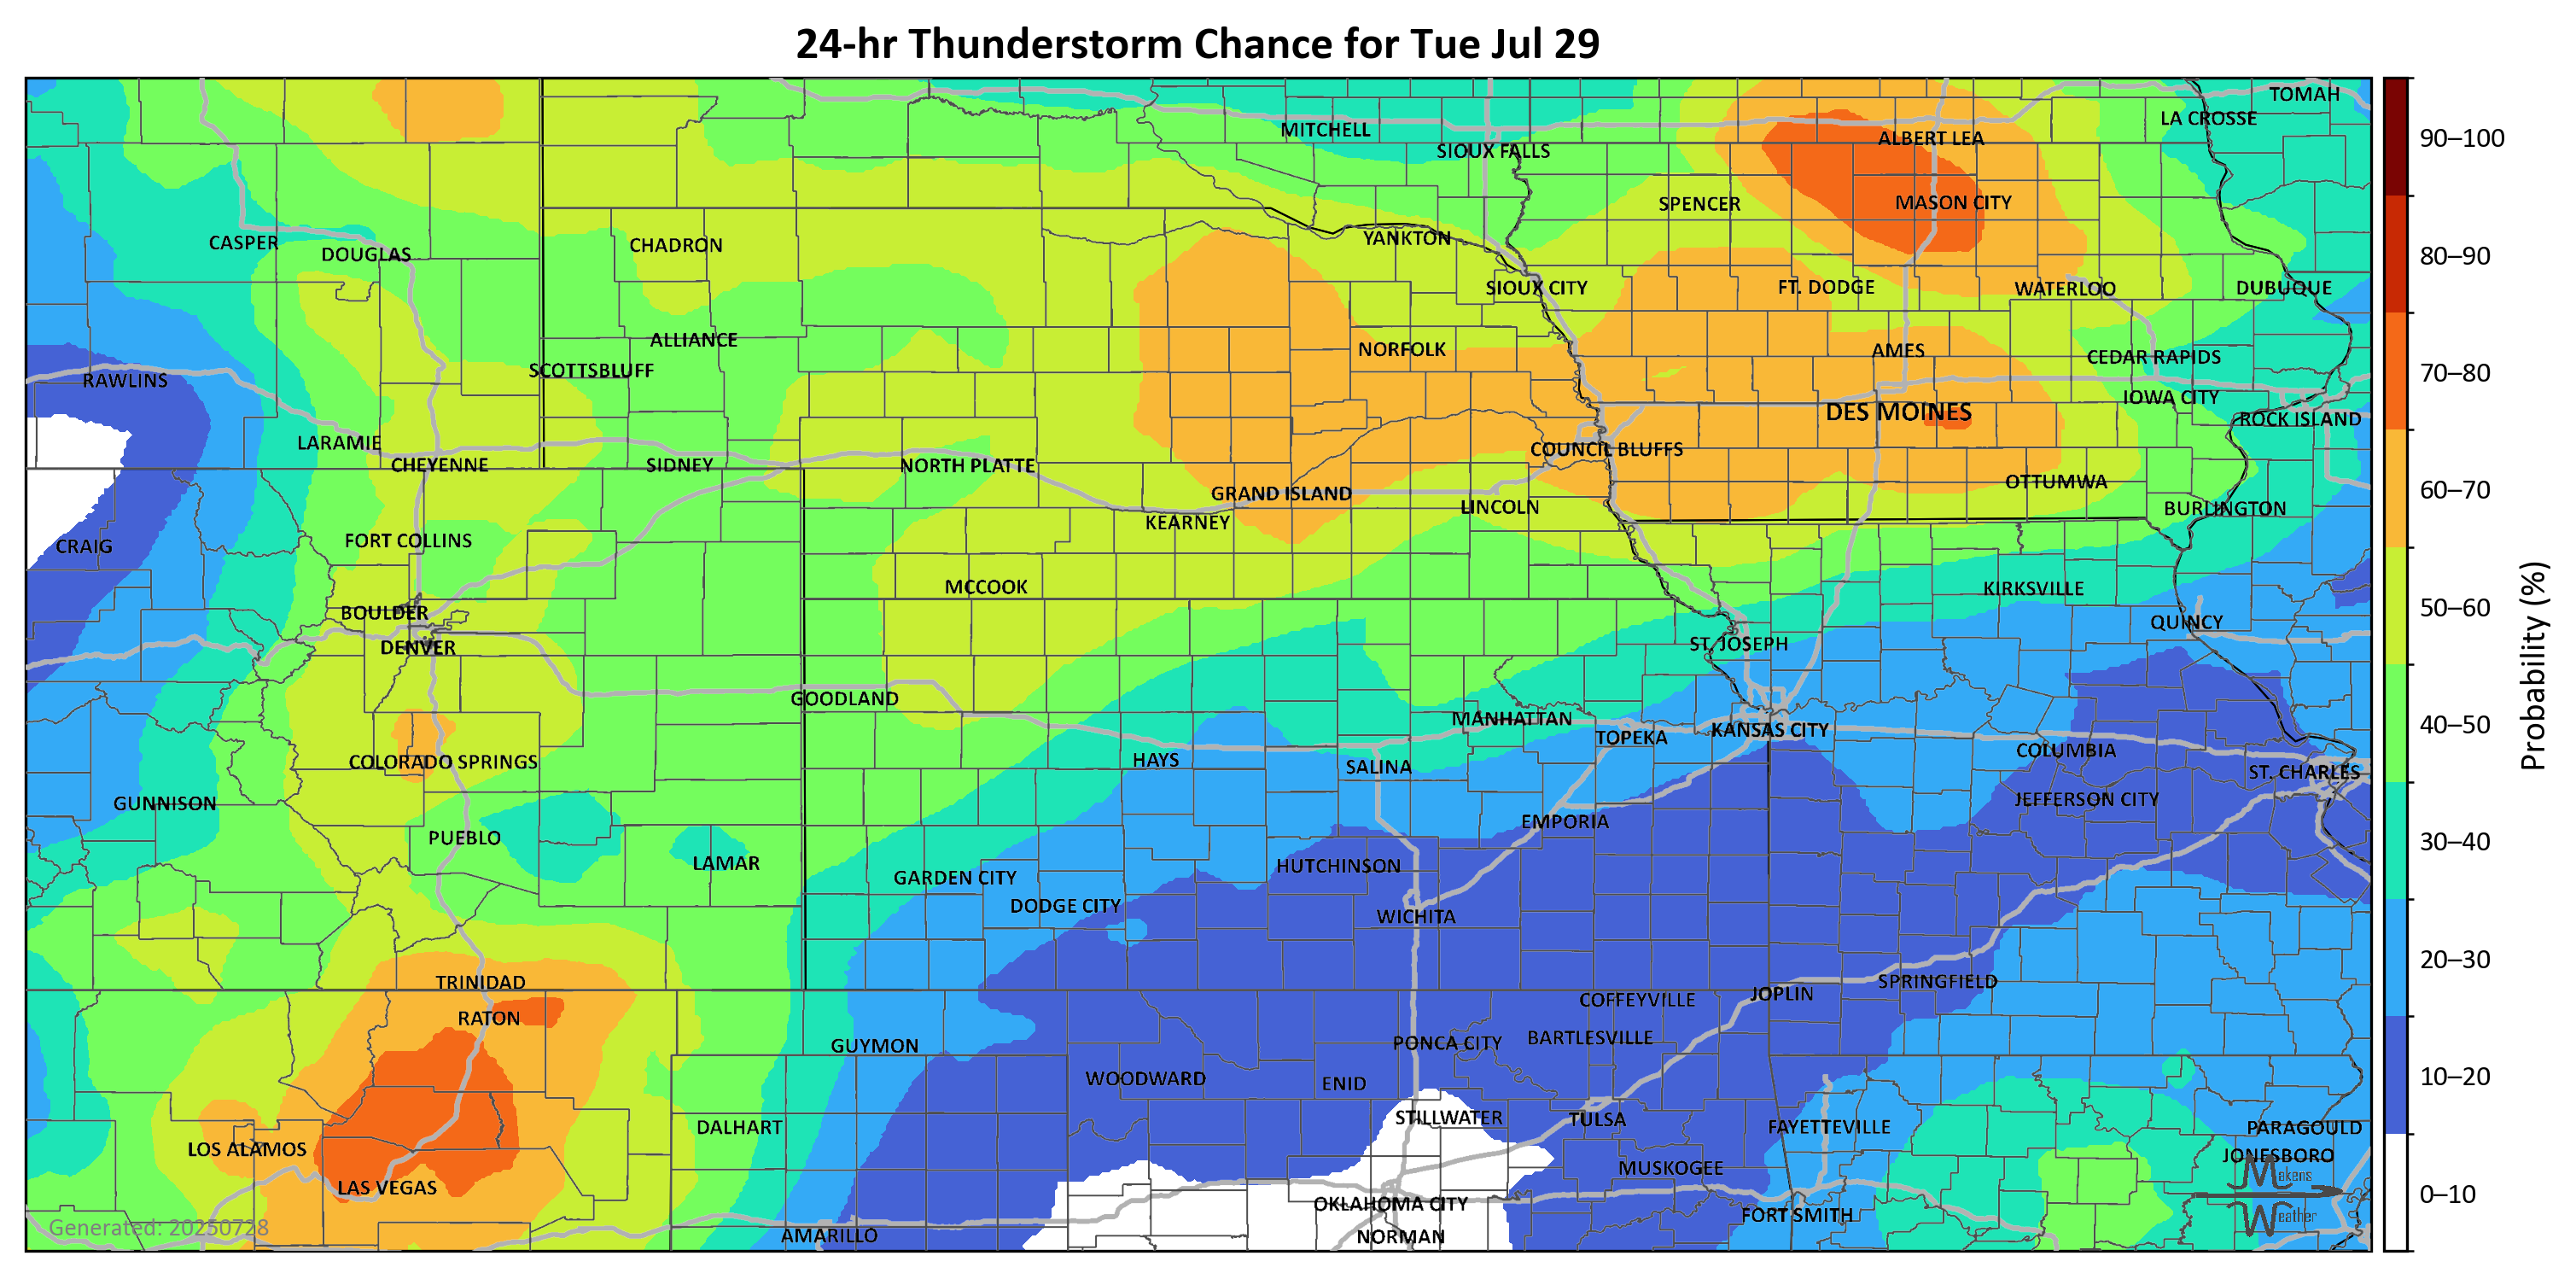 24-hr Thunderstorm Chance for Tue Jul 29
TOMAH
LA CROSSE
MITCHELL
ALBERT LEA
SIOUX FALLS
SPENCER
MASON CITY
CASPER
DOUGLAS
CHADRON
YANKTON
SIOUX CITY
FT. DODGE
WATERLOO
DUBUQUE
ALLIANCE
NORFOLK
AMES
CEDAR RAPIDS
RAWLINS
SCOTTSBLUFF
IOWA CITY
DES MOINES
ROCK ISLAND
LARAMIE
COUNCIL BLUFFS
CHEYENNE
SIDNEY
NORTH PLATTE
OTTUMWA
GRAND ISLAND
LINCOLN
BURLINGTON
KEARNEY
CRAIG
FORT COLLINS
MCCOOK
KIRKSVILLE
BOULDER
QUINCY
DENVER
ST. JOSEPH
GOODLAND
MANHATTAN
KANSAS CITY
TOPEKA
COLUMBIA
COLORADO SPRINGS
HAYS
SALINA
ST. CHARLES
GUNNISON
JEFFERSON CITY
EMPORIA
PUEBLO
LAMAR
HUTCHINSON
GARDEN CITY
DODGE CITY
WICHITA
TRINIDAD
SPRINGFIELD
JOPLIN
COFFEYVILLE
RATON
BARTLESVILLE
PONCA CITY
GUYMON
WOODWARD
ENID
STILLWATER
TULSA
DALHART
FAYETTEVILLE
PARAGOULD
LOS ALAMOS
JONESBORO
MUSKOGEE
LAS VEGAS
OKLAHOMA CITY
FORT SMITH
AMARILLO
NORMAN
Generated: 20250728
Makens
Weather
90–100
80–90
70–80
60–70
50–60
40–50
30–40
20–30
10–20
0–10
Probability (%)